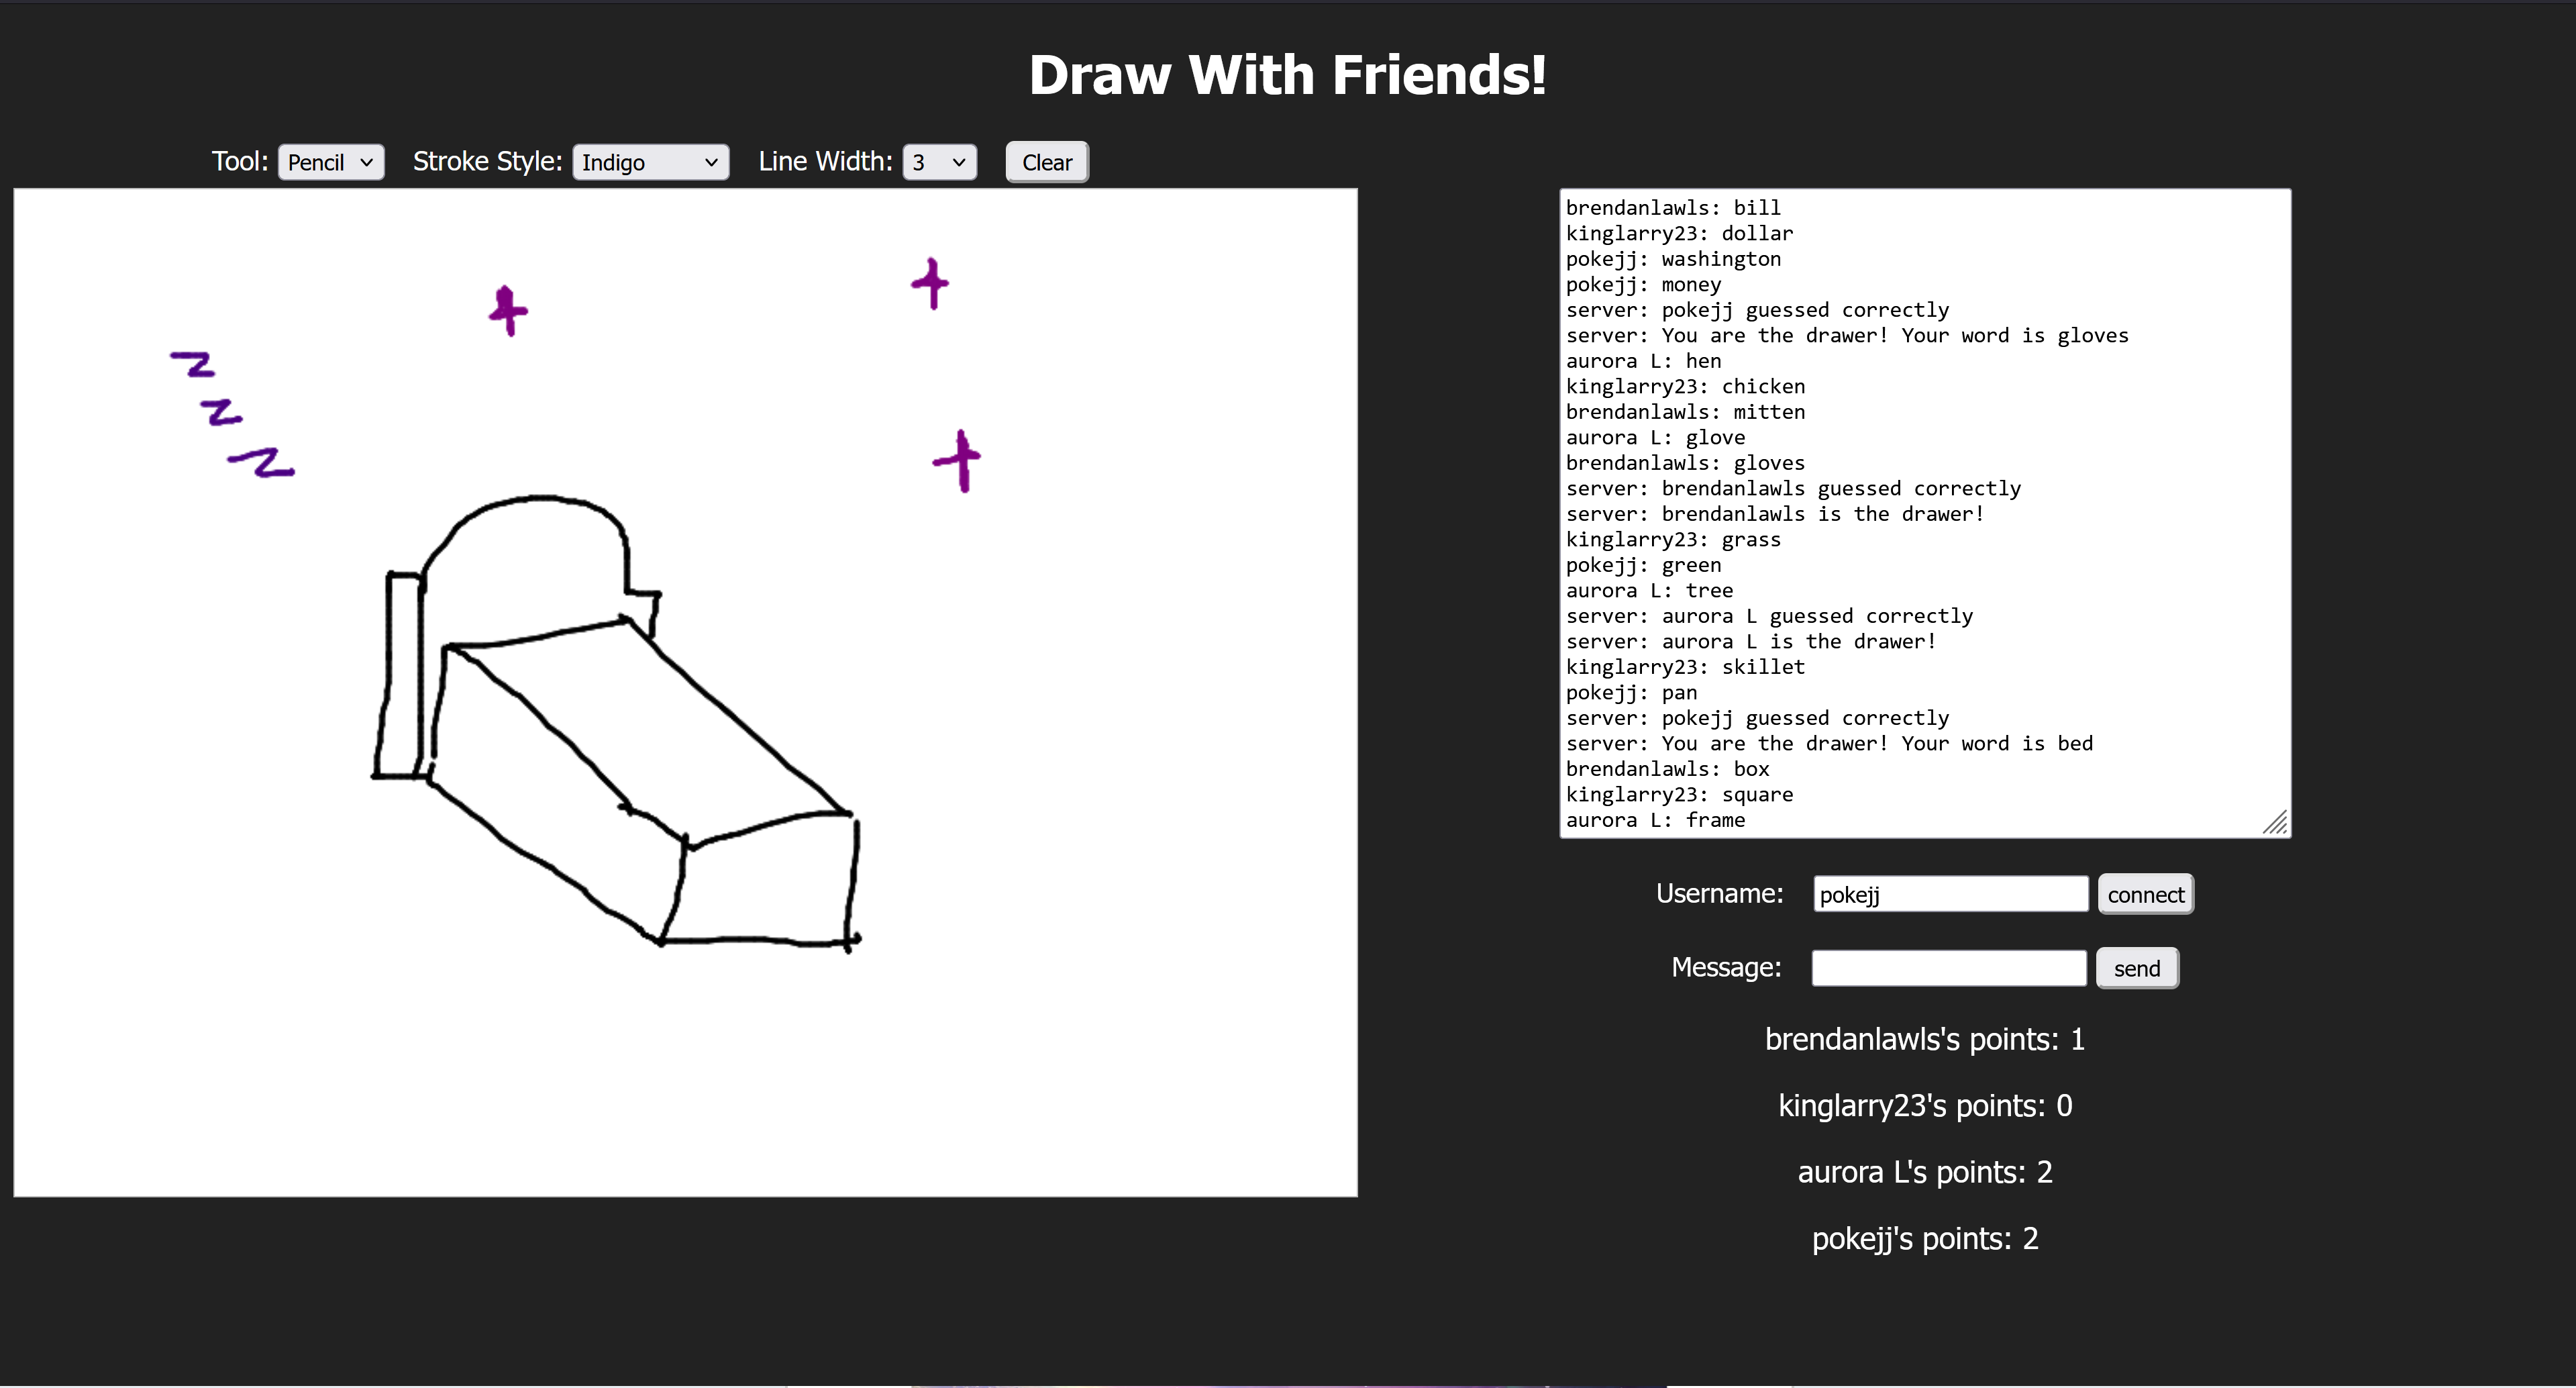 Draw With Friends!
Tool: Pencil Stroke Style: Indigo Line Width: 3 Clear
z
z
z
brendanlawls: bill
kinglarry23: dollar
pokejj: washington
pokejj: money
server: pokejj guessed correctly
server: You are the drawer! Your word is gloves
aurora L: hen
kinglarry23: chicken
brendanlawls: mitten
aurora L: glove
brendanlawls: gloves
server: brendanlawls guessed correctly
server: brendanlawls is the drawer!
kinglarry23: grass
pokejj: green
aurora L: tree
server: aurora L guessed correctly
server: aurora L is the drawer!
kinglarry23: skillet
pokejj: pan
server: pokejj guessed correctly
server: You are the drawer! Your word is bed
brendanlawls: box
kinglarry23: square
aurora L: frame
Username: pokejj connect
Message: send
brendanlawls's points: 1
kinglarry23's points: 0
aurora L's points: 2
pokejj's points: 2